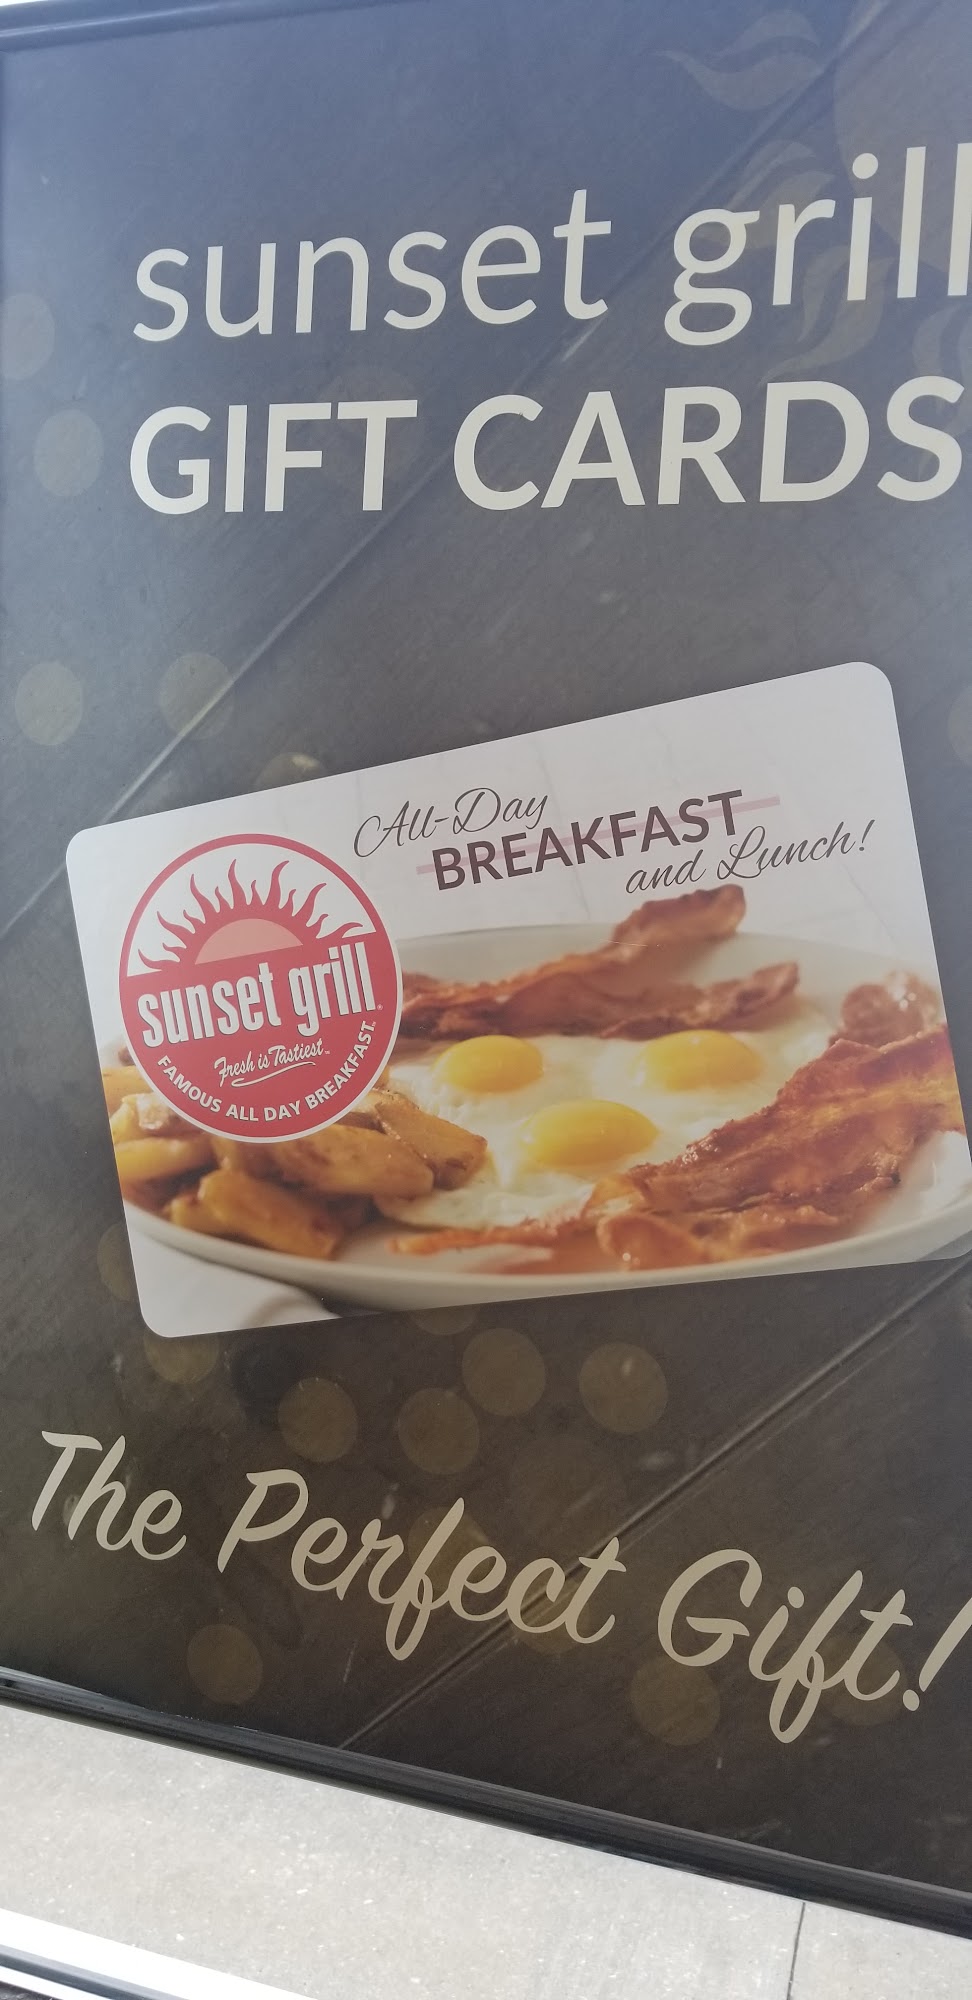 sunset grill
GIFT CARDS
All-Day
BREAKFAST
and Lunch!
sunset grill®
Fresh is Tastiest™
FAMOUS ALL DAY BREAKFAST.
The Perfect Gift!